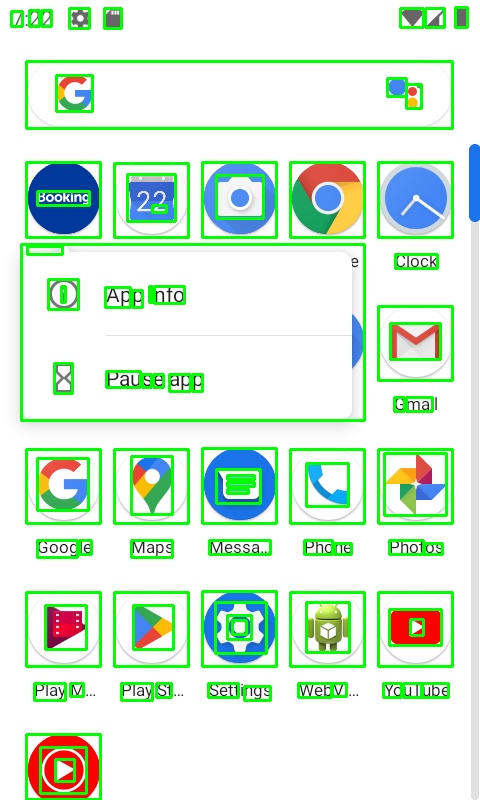 7:22
Booking
22
e
Clock
App info
Pause app
Gmail
Google
Maps
Messa…
Phone
Photos
Play M…
Play St…
Settings
WebV…
YouTube